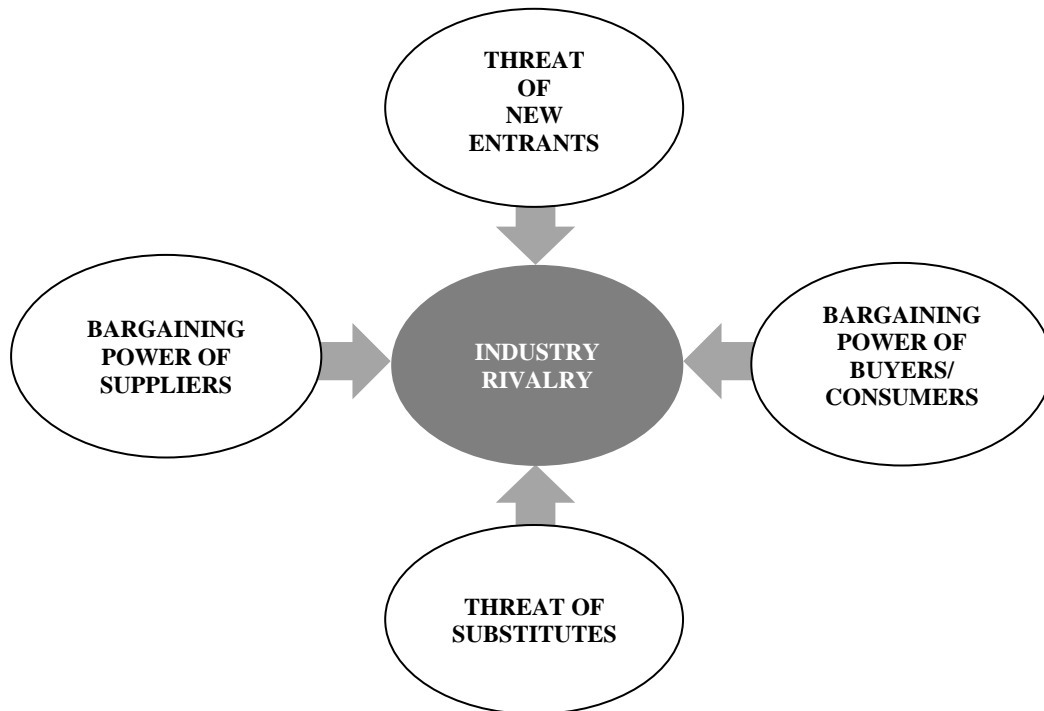 THREAT
OF
NEW
ENTRANTS
BARGAINING
POWER OF
SUPPLIERS
INDUSTRY
RIVALRY
BARGAINING
POWER OF
BUYERS/
CONSUMERS
THREAT OF
SUBSTITUTES